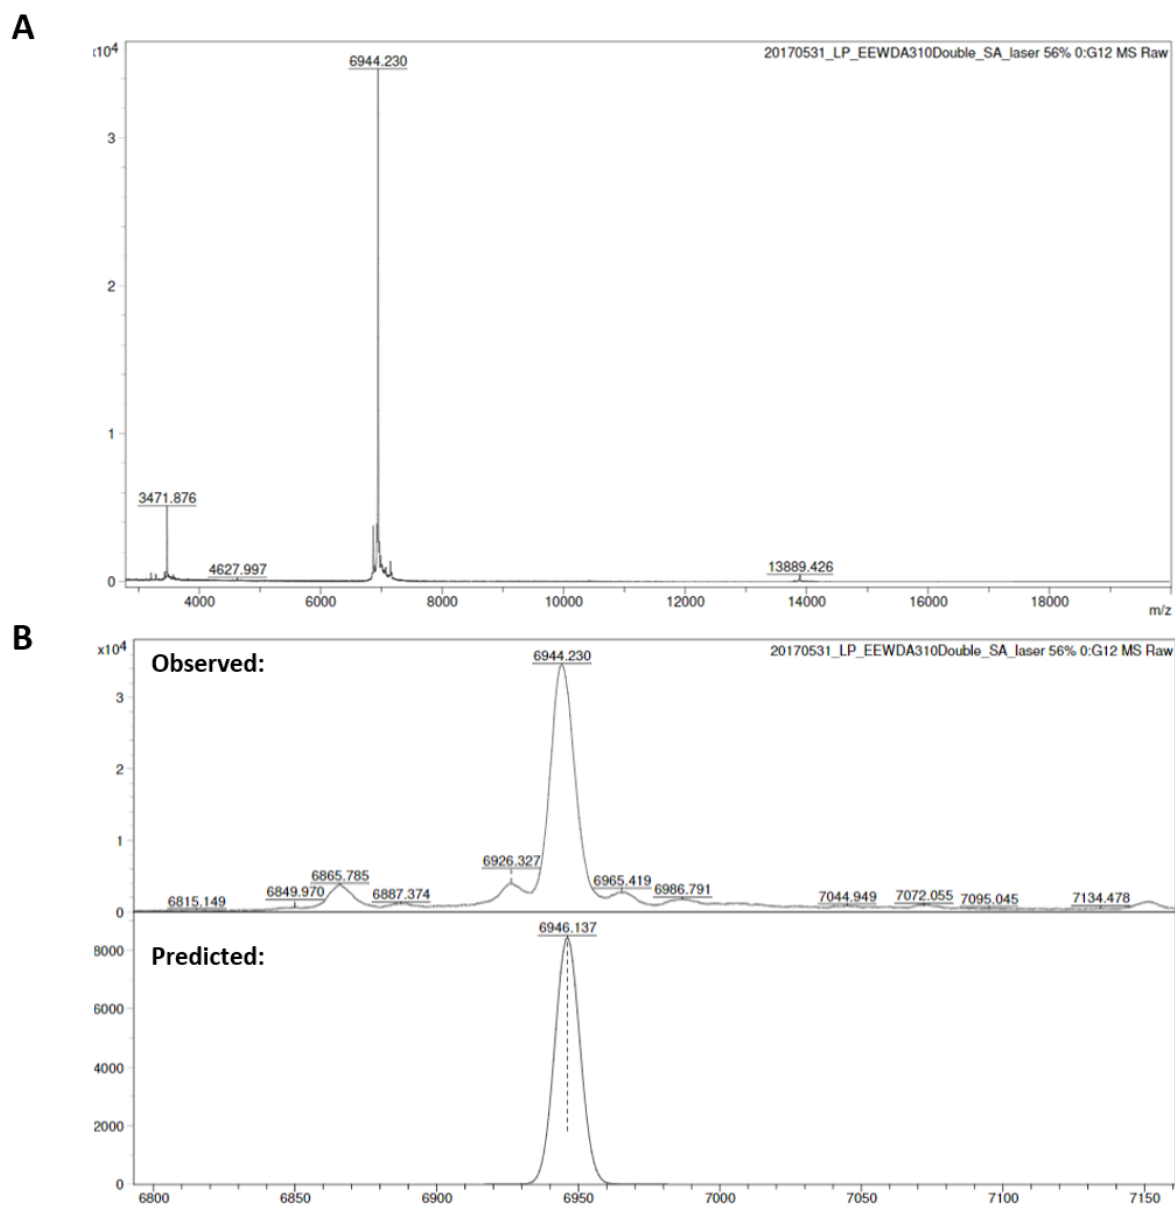 A
x10⁴
20170531_LP_EEWDA310Double_SA_laser 56% 0:G12 MS Raw
6944.230
3
2
1
0
3471.876
4627.997
13889.426
4000 6000 8000 10000 12000 14000 16000 18000
m/z
B
x10⁴
Observed:
20170531_LP_EEWDA310Double_SA_laser 56% 0:G12 MS Raw
6944.230
3
2
1
0
6815.149
6849.970
6865.785
6887.374
6926.327
6965.419
6986.791
7044.949
7072.055
7095.045
7134.478
Predicted:
6946.137
8000
6000
4000
2000
0
6800 6850 6900 6950 7000 7050 7100 7150